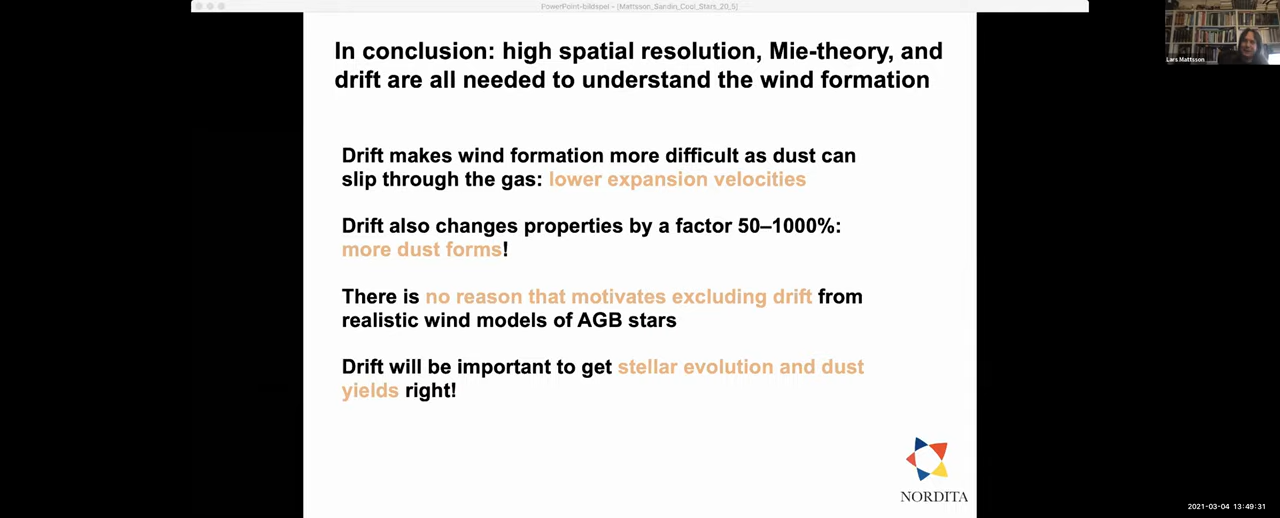 PowerPoint-bildspel - [Mattsson_Sandin_Cool_Stars_20_5]
Lars Mattsson
In conclusion: high spatial resolution, Mie-theory, and
drift are all needed to understand the wind formation
Drift makes wind formation more difficult as dust can
slip through the gas: lower expansion velocities
Drift also changes properties by a factor 50–1000%:
more dust forms!
There is no reason that motivates excluding drift from
realistic wind models of AGB stars
Drift will be important to get stellar evolution and dust
yields right!
NORDITA
2021-03-04 13:49:31